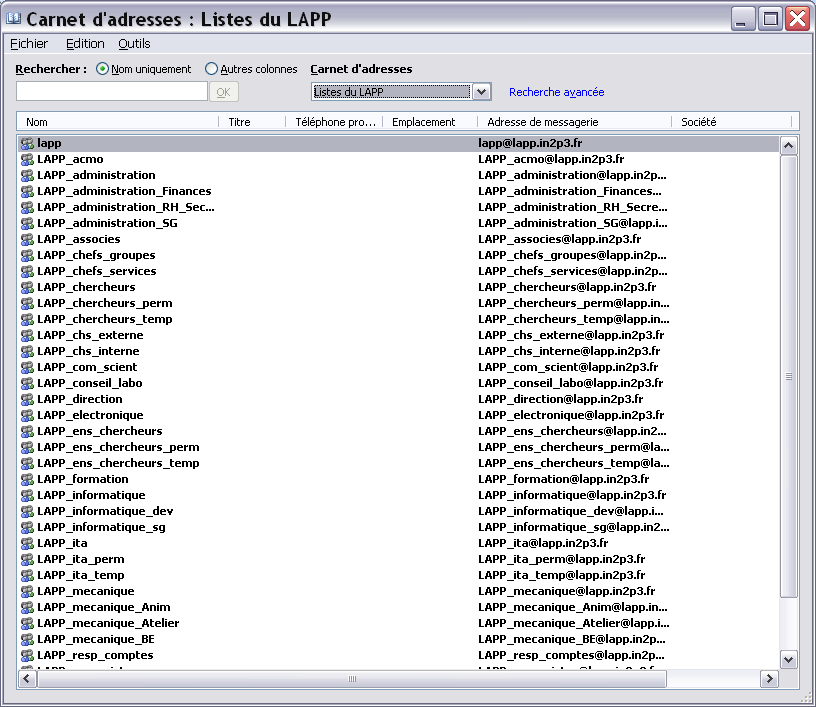 Carnet d'adresses : Listes du LAPP
Fichier Edition Outils
Rechercher : Nom uniquement Autres colonnes Carnet d'adresses
OK Listes du LAPP Recherche avancée
Nom Titre Téléphone pro... Emplacement Adresse de messagerie Société
lapp lapp@lapp.in2p3.fr
LAPP_acmo LAPP_acmo@lapp.in2p3.fr
LAPP_administration LAPP_administration@lapp.in2p...
LAPP_administration_Finances LAPP_administration_Finances...
LAPP_administration_RH_Sec... LAPP_administration_RH_Secre...
LAPP_administration_SG LAPP_administration_SG@lapp.i...
LAPP_associes LAPP_associes@lapp.in2p3.fr
LAPP_chefs_groupes LAPP_chefs_groupes@lapp.in2p...
LAPP_chefs_services LAPP_chefs_services@lapp.in2p...
LAPP_chercheurs LAPP_chercheurs@lapp.in2p3.fr
LAPP_chercheurs_perm LAPP_chercheurs_perm@lapp.in...
LAPP_chercheurs_temp LAPP_chercheurs_temp@lapp.in...
LAPP_chs_externe LAPP_chs_externe@lapp.in2p3.fr
LAPP_chs_interne LAPP_chs_interne@lapp.in2p3.fr
LAPP_com_scient LAPP_com_scient@lapp.in2p3.fr
LAPP_conseil_labo LAPP_conseil_labo@lapp.in2p3.fr
LAPP_direction LAPP_direction@lapp.in2p3.fr
LAPP_electronique LAPP_electronique@lapp.in2p3.fr
LAPP_ens_chercheurs LAPP_ens_chercheurs@lapp.in2...
LAPP_ens_chercheurs_perm LAPP_ens_chercheurs_perm@la...
LAPP_ens_chercheurs_temp LAPP_ens_chercheurs_temp@la...
LAPP_formation LAPP_formation@lapp.in2p3.fr
LAPP_informatique LAPP_informatique@lapp.in2p3.fr
LAPP_informatique_dev LAPP_informatique_dev@lapp.i...
LAPP_informatique_sg LAPP_informatique_sg@lapp.in2...
LAPP_ita LAPP_ita@lapp.in2p3.fr
LAPP_ita_perm LAPP_ita_perm@lapp.in2p3.fr
LAPP_ita_temp LAPP_ita_temp@lapp.in2p3.fr
LAPP_mecanique LAPP_mecanique@lapp.in2p3.fr
LAPP_mecanique_Anim LAPP_mecanique_Anim@lapp.in...
LAPP_mecanique_Atelier LAPP_mecanique_Atelier@lapp.i...
LAPP_mecanique_BE LAPP_mecanique_BE@lapp.in2p...
LAPP_resp_comptes LAPP_resp_comptes@lapp.in2p...